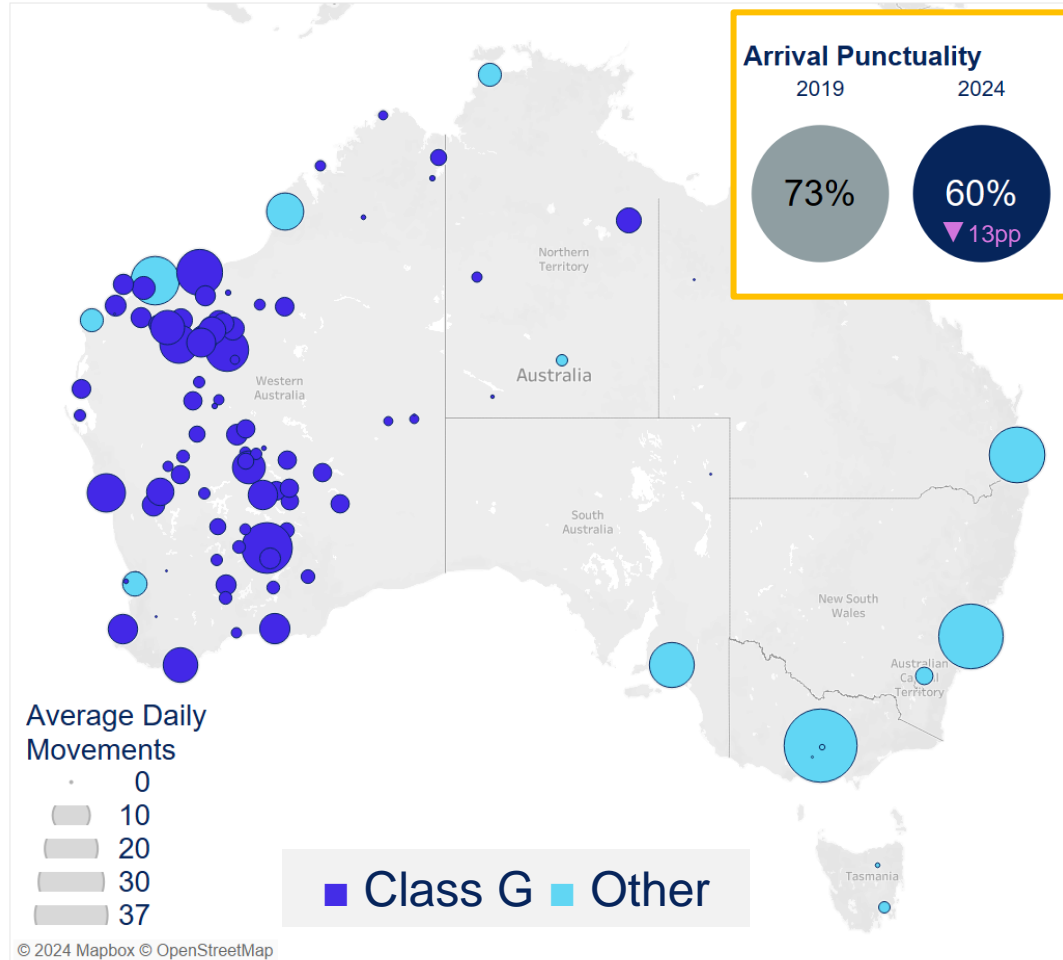 Arrival Punctuality
2019
2024
73%
60%
▼ 13pp
Northern
Territory
Western
Australia
Australia
South
Australia
New South
Wales
Australian
Capital
Territory
Tasmania
Average Daily
Movements
0
10
20
30
37
Class G
Other
© 2024 Mapbox © OpenStreetMap